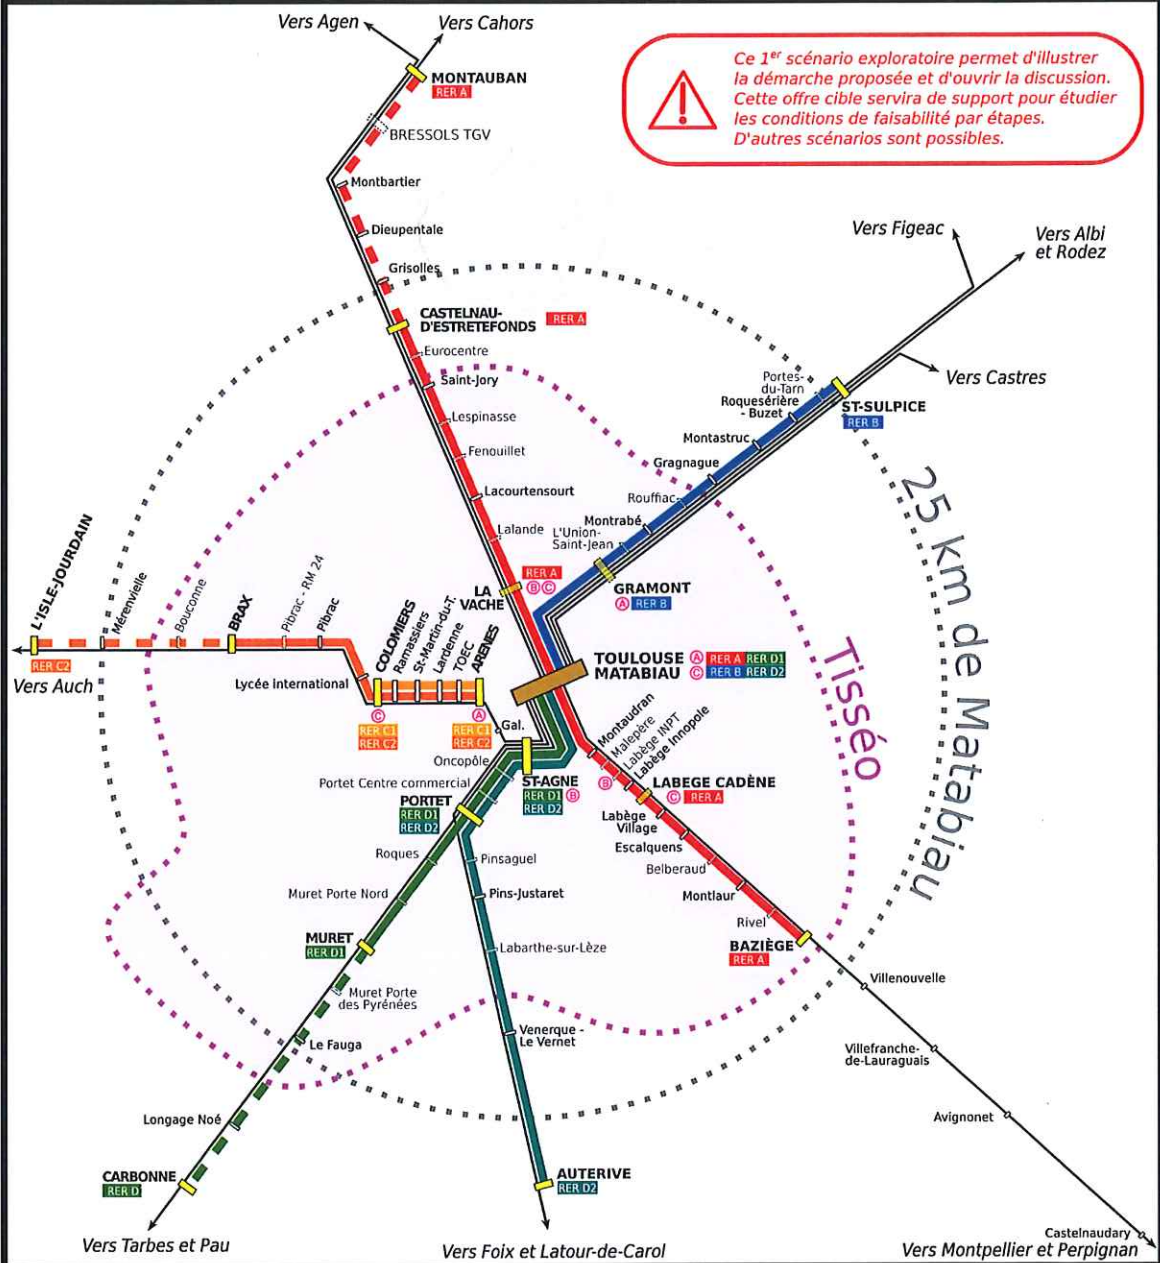 Vers Agen
Vers Cahors
MONTAUBAN
RER A
BRESSOLS TGV
Montbartier
Dieupentale
Grisolles
Ce 1er scénario exploratoire permet d'illustrer
la démarche proposée et d'ouvrir la discussion.
Cette offre cible servira de support pour étudier
les conditions de faisabilité par étapes.
D'autres scénarios sont possibles.
Vers Figeac
Vers Albi
et Rodez
CASTELNAU-
D'ESTRETEFONDS
RER A
Eurocentre
Saint-Jory
Lespinasse
Fenouillet
Lacourtensourt
Lalande
Vers Castres
Portes-
du-Tarn
Roquesérière
- Buzet
ST-SULPICE
RER B
Montastruc
Gragnague
Rouffiac
Montrabé
L'Union-
Saint-Jean
GRAMONT
A RER B
25 km de Matabiau
Tisséo
LA
VACHE
RER A
B C
L'ISLE-JOURDAIN
RER C2
Vers Auch
Mérenvielle
Bouconne
BRAX
Pibrac - RM 24
Pibrac
Lycée international
COLOMIERS
C
RER C1
RER C2
Ramassiers
St-Martin-du-T.
Lardenne
TOEC
ARENES
A
RER C1
RER C2
Gal.
TOULOUSE
MATABIAU
A RER A RER D1
C RER B RER D2
Montaudran
Malepère
Labège INPT
Labège Innopole
B
LABEGE CADÈNE
C RER A
Labège
Village
Escalquens
Belberaud
Montlaur
Rivel
BAZIÈGE
RER A
Villenouvelle
Villefranche-
de-Lauraguais
Avignonet
Castelnaudary
Vers Montpellier et Perpignan
Oncopôle
ST-AGNE
RER D1 B
RER D2
Portet Centre commercial
PORTET
RER D1
RER D2
Roques
Muret Porte Nord
MURET
RER D1
Muret Porte
des Pyrénées
Le Fauga
Longage Noé
CARBONNE
RER D
Vers Tarbes et Pau
Pinsaguel
Pins-Justaret
Labarthe-sur-Lèze
Venerque -
Le Vernet
AUTERIVE
RER D2
Vers Foix et Latour-de-Carol